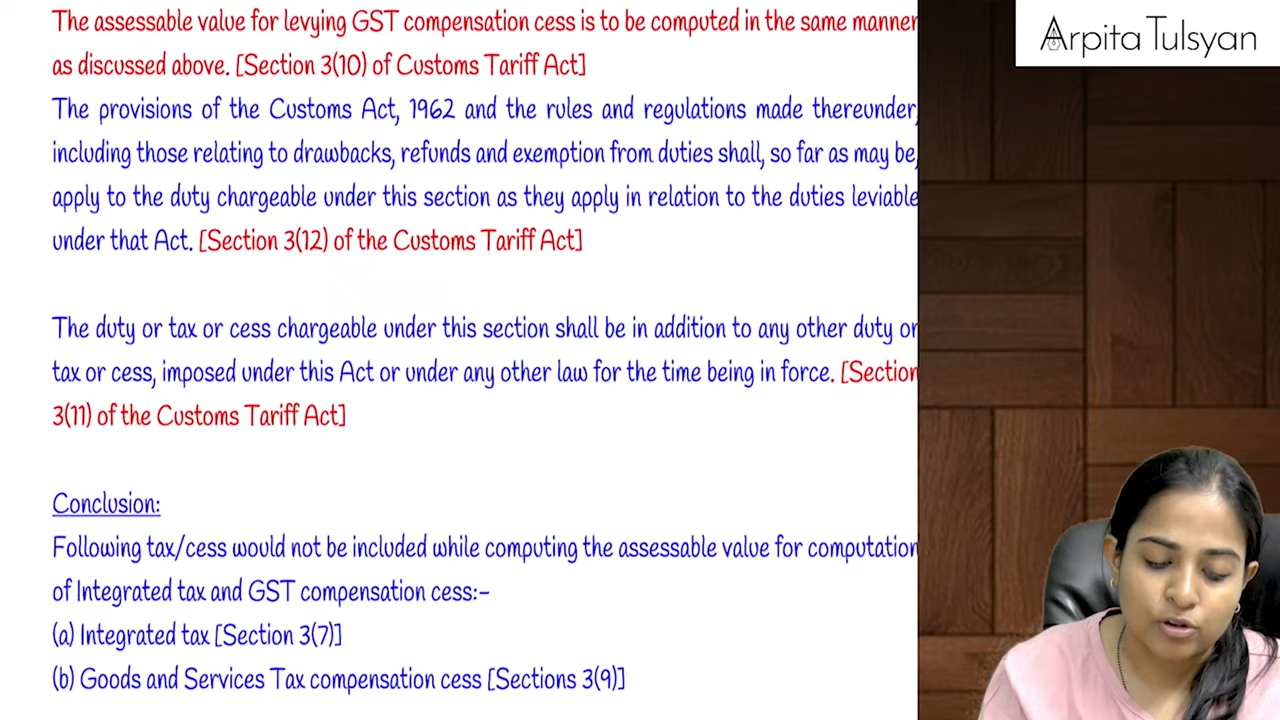 The assessable value for levying GST compensation cess is to be computed in the same manner
as discussed above. [Section 3(10) of Customs Tariff Act]
The provisions of the Customs Act, 1962 and the rules and regulations made thereunder,
including those relating to drawbacks, refunds and exemption from duties shall, so far as may be,
apply to the duty chargeable under this section as they apply in relation to the duties leviable
under that Act. [Section 3(12) of the Customs Tariff Act]
The duty or tax or cess chargeable under this section shall be in addition to any other duty or
tax or cess, imposed under this Act or under any other law for the time being in force. [Section
3(11) of the Customs Tariff Act]
Conclusion:
Following tax/cess would not be included while computing the assessable value for computation
of Integrated tax and GST compensation cess:-
(a) Integrated tax [Section 3(7)]
(b) Goods and Services Tax compensation cess [Sections 3(9)]
Arpita Tulsyan